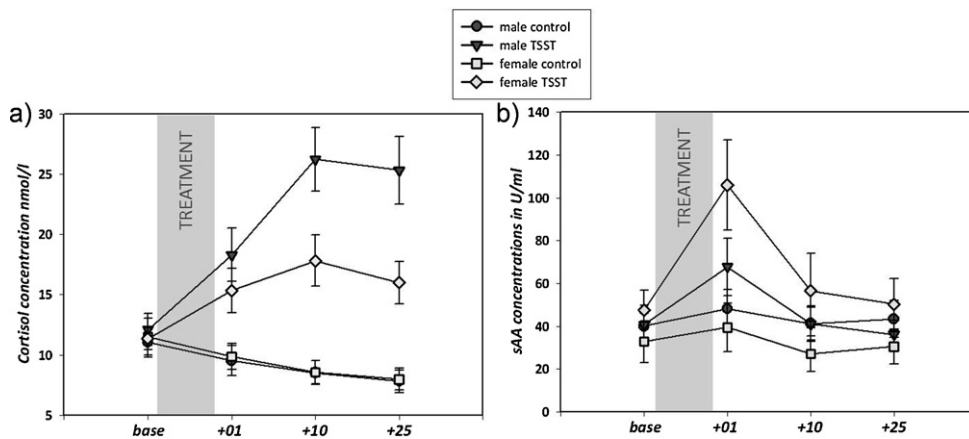 male control
male TSST
female control
female TSST
a)
30
25
20
15
10
5
Cortisol concentration nmol/l
TREATMENT
base
+01
+10
+25
b)
140
120
100
80
60
40
20
0
sAA concentrations in U/ml
TREATMENT
base
+01
+10
+25